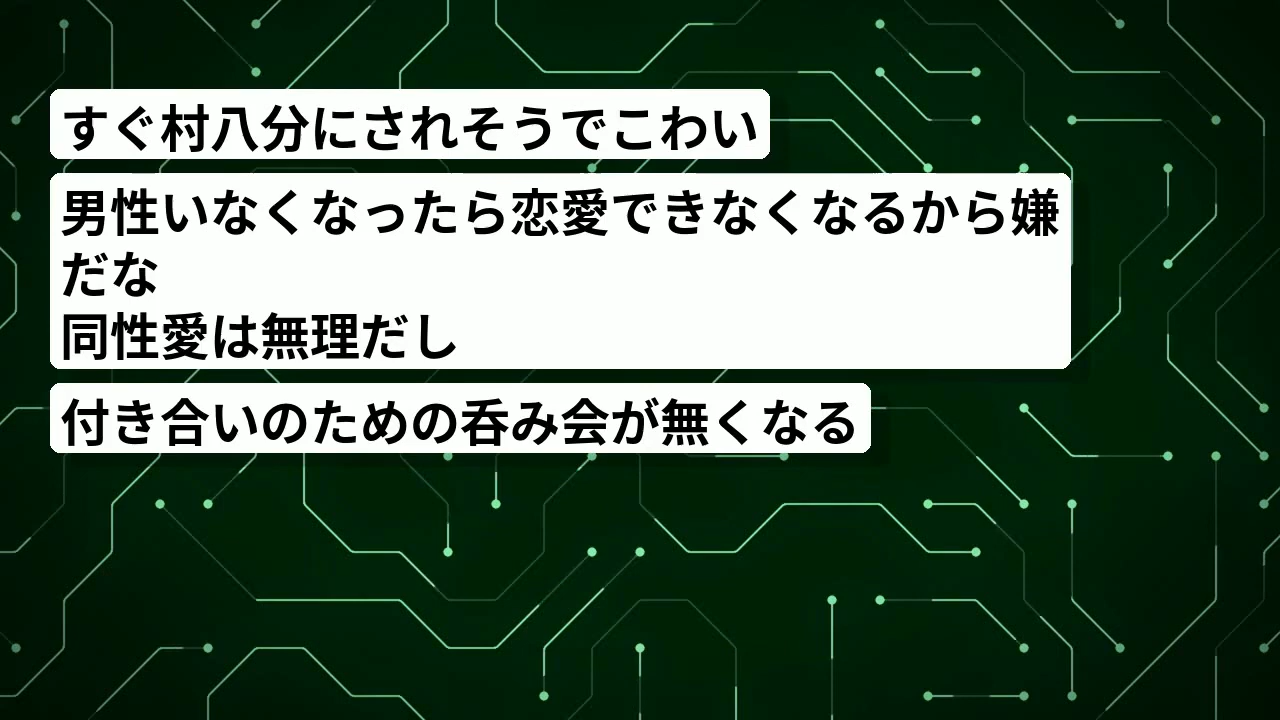 すぐ村八分にされそうでこわい
男性いなくなったら恋愛できなくなるから嫌
だな
同性愛は無理だし
付き合いのための呑み会が無くなる